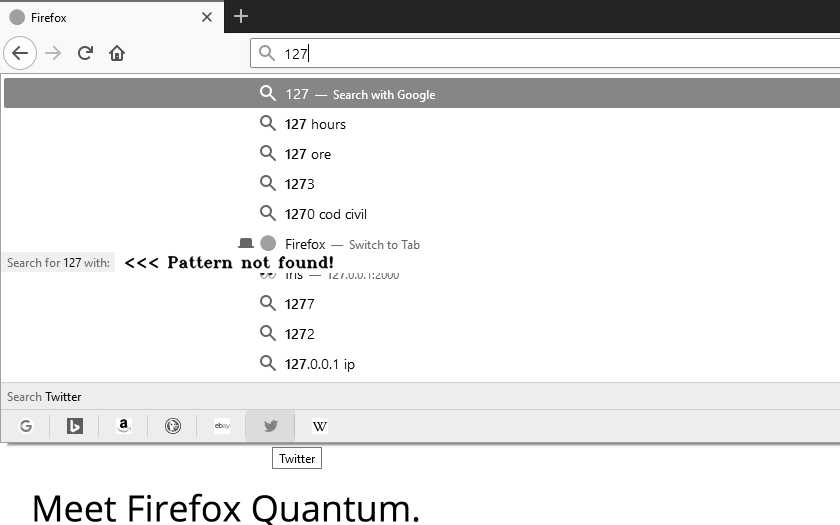 Firefox
127
127 — Search with Google
127 hours
127 ore
1273
1270 cod civil
Firefox — Switch to Tab
Search for 127 with: <<< Pattern not found!
Iris — 127.0.0.1:2000
1277
1272
127.0.0.1 ip
Search Twitter
G b a ebay W
Twitter
Meet Firefox Quantum.